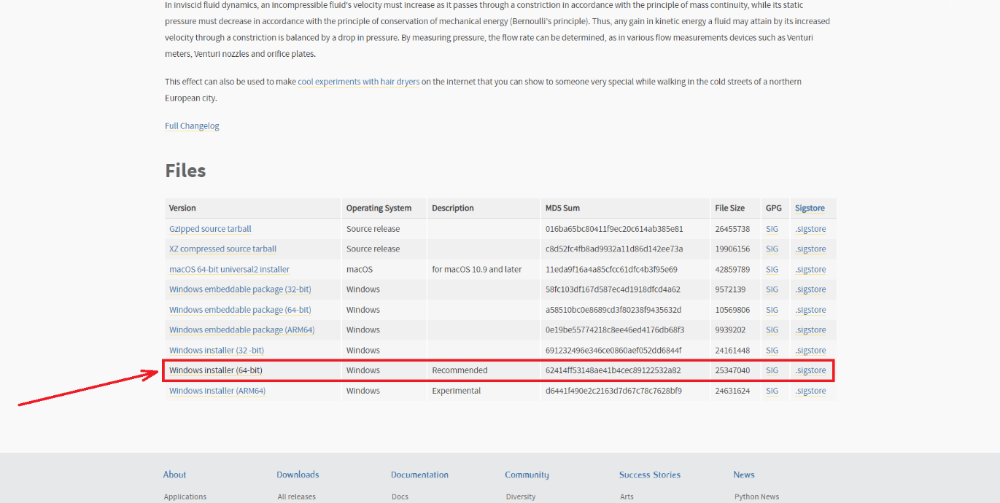 In inviscid fluid dynamics, an incompressible fluid's velocity must increase as it passes through a constriction in accordance with the principle of mass continuity, while its static
pressure must decrease in accordance with the principle of conservation of mechanical energy (Bernoulli's principle). Thus, any gain in kinetic energy a fluid may attain by its increased
velocity through a constriction is balanced by a drop in pressure. By measuring pressure, the flow rate can be determined, as in various flow measurements devices such as Venturi
meters, Venturi nozzles and orifice plates.
This effect can also be used to make cool experiments with hair dryers on the internet that you can show to someone very special while walking in the cold streets of a northern
European city.
Full Changelog
Files
Version Operating System Description MD5 Sum File Size GPG Sigstore
Gzipped source tarball Source release 016ba65bc80411f9ec20c614ab385e81 26455738 SIG .sigstore
XZ compressed source tarball Source release c8d52fc4fb8ad9932a11d86d142ee73a 19906156 SIG .sigstore
macOS 64-bit universal2 installer macOS for macOS 10.9 and later 11eda9f16a4a85cfcc61dfc4b3f95e69 42859789 SIG .sigstore
Windows embeddable package (32-bit) Windows 58fc103df167d587ec4d1918dfcd4a62 9572139 SIG .sigstore
Windows embeddable package (64-bit) Windows a58510bc0e8689cd3f80238f9435632d 10569806 SIG .sigstore
Windows embeddable package (ARM64) Windows 0e19be55774218c8ee46ed4176db68f3 9939202 SIG .sigstore
Windows installer (32 -bit) Windows 691232496e346ce0860aef052dd6844f 24161448 SIG .sigstore
Windows installer (64-bit) Windows Recommended 62414ff53148ae41b4cec89122532a82 25347040 SIG .sigstore
Windows installer (ARM64) Windows Experimental d6441f490e2c2163d7d67c78c7628bf9 24631624 SIG .sigstore
About Downloads Documentation Community Success Stories News
Applications All releases Docs Diversity Arts Python News